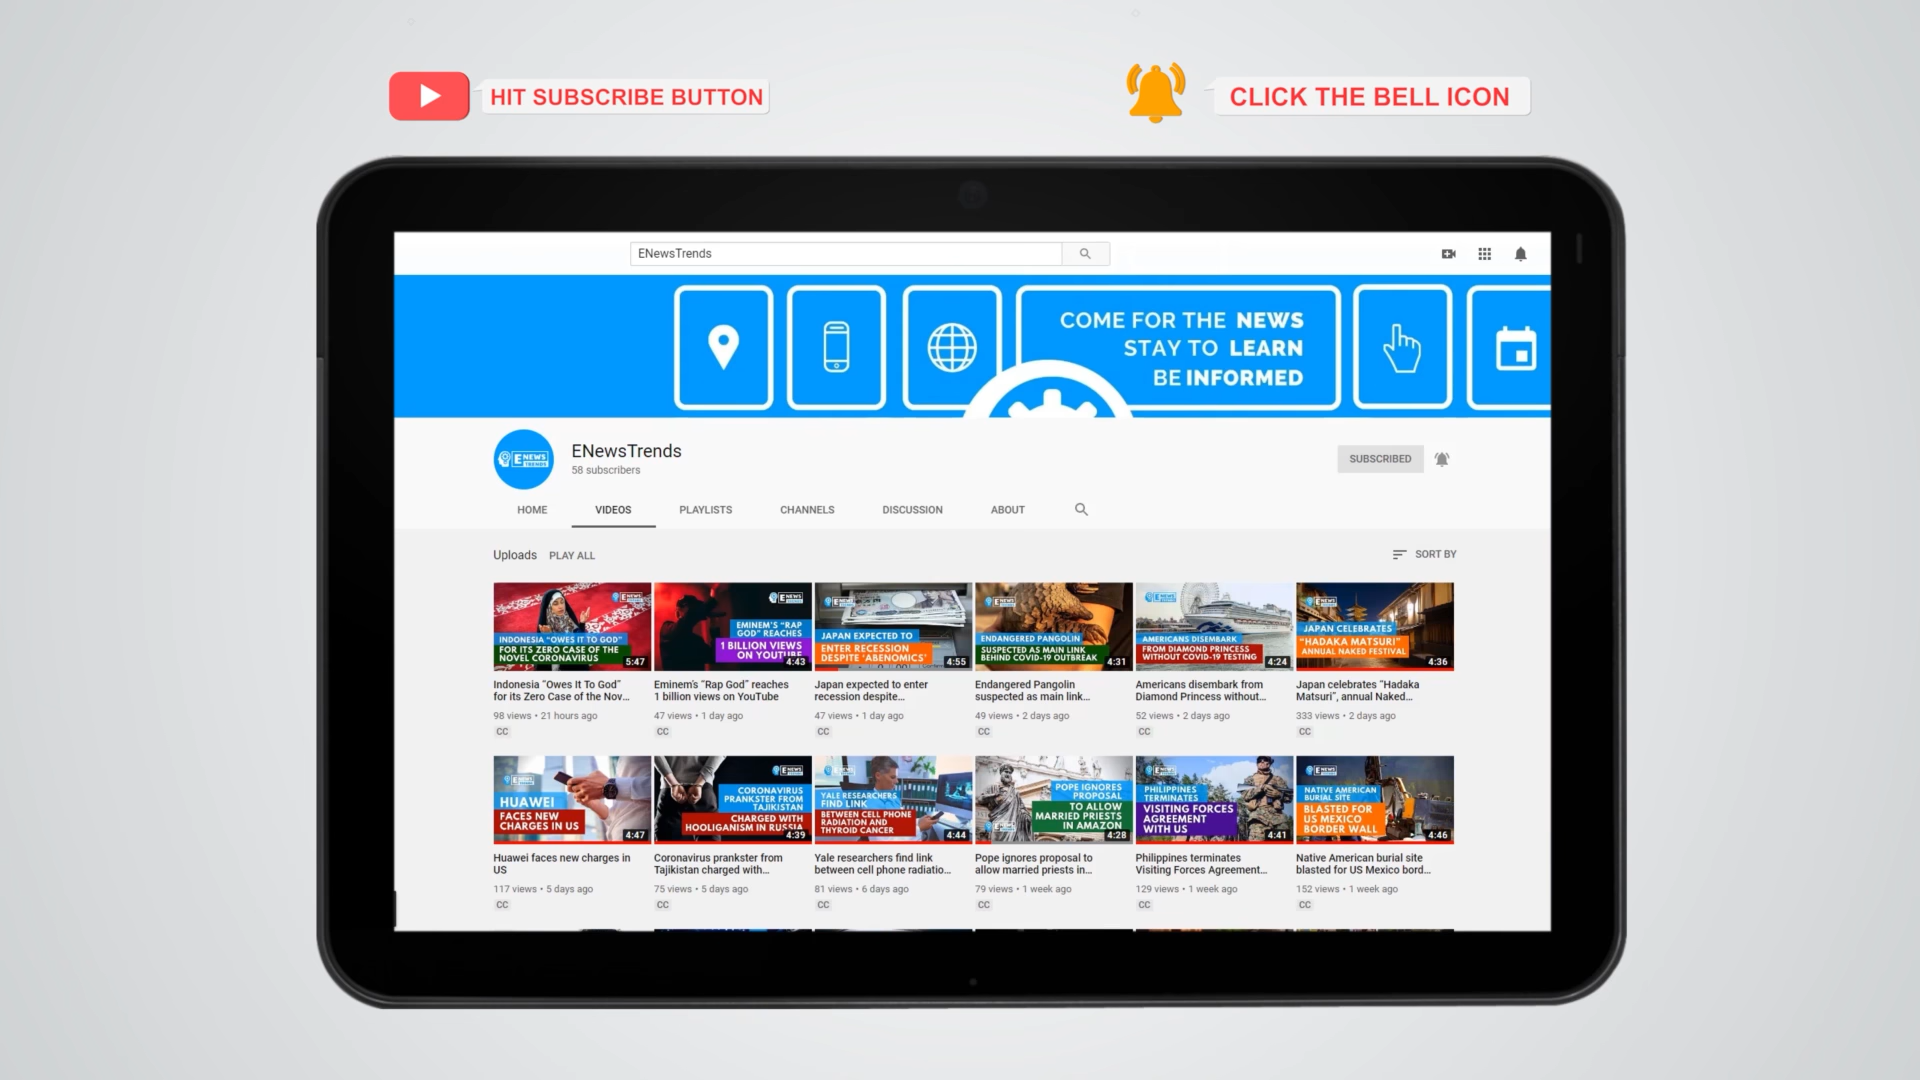 HIT SUBSCRIBE BUTTON
CLICK THE BELL ICON
ENewsTrends
COME FOR THE NEWS
STAY TO LEARN
BE INFORMED
E NEWS
TRENDS
ENewsTrends
58 subscribers
SUBSCRIBED
HOME VIDEOS PLAYLISTS CHANNELS DISCUSSION ABOUT
Uploads PLAY ALL
SORT BY
INDONESIA "OWES IT TO GOD"
FOR ITS ZERO CASE OF THE
NOVEL CORONAVIRUS
5:47
EMINEM'S "RAP
GOD" REACHES
1 BILLION VIEWS
ON YOUTUBE
4:43
JAPAN EXPECTED TO
ENTER RECESSION
DESPITE 'ABENOMICS'
4:55
ENDANGERED PANGOLIN
SUSPECTED AS MAIN LINK
BEHIND COVID-19 OUTBREAK
4:31
AMERICANS DISEMBARK
FROM DIAMOND PRINCESS
WITHOUT COVID-19 TESTING
4:24
JAPAN CELEBRATES
"HADAKA MATSURI"
ANNUAL NAKED FESTIVAL
4:36
Indonesia "Owes It To God"
for its Zero Case of the Nov...
98 views • 21 hours ago
CC
Eminem's "Rap God" reaches
1 billion views on YouTube
47 views • 1 day ago
CC
Japan expected to enter
recession despite...
47 views • 1 day ago
CC
Endangered Pangolin
suspected as main link...
49 views • 2 days ago
CC
Americans disembark from
Diamond Princess without...
52 views • 2 days ago
CC
Japan celebrates "Hadaka
Matsuri", annual Naked...
333 views • 2 days ago
CC
HUAWEI
FACES NEW
CHARGES IN US
4:47
CORONAVIRUS
PRANKSTER FROM
TAJIKISTAN
CHARGED WITH
HOOLIGANISM IN RUSSIA
4:39
YALE RESEARCHERS
FIND LINK
BETWEEN CELL PHONE
RADIATION AND
THYROID CANCER
4:44
POPE IGNORES
PROPOSAL
TO ALLOW
MARRIED PRIESTS
IN AMAZON
4:28
PHILIPPINES
TERMINATES
VISITING FORCES
AGREEMENT
WITH US
4:41
NATIVE AMERICAN
BURIAL SITE
BLASTED FOR
US MEXICO
BORDER WALL
4:46
Huawei faces new charges in
US
117 views • 5 days ago
CC
Coronavirus prankster from
Tajikistan charged with...
75 views • 5 days ago
CC
Yale researchers find link
between cell phone radiatio...
81 views • 6 days ago
CC
Pope ignores proposal to
allow married priests in...
79 views • 1 week ago
CC
Philippines terminates
Visiting Forces Agreement...
129 views • 1 week ago
CC
Native American burial site
blasted for US Mexico bord...
152 views • 1 week ago
CC